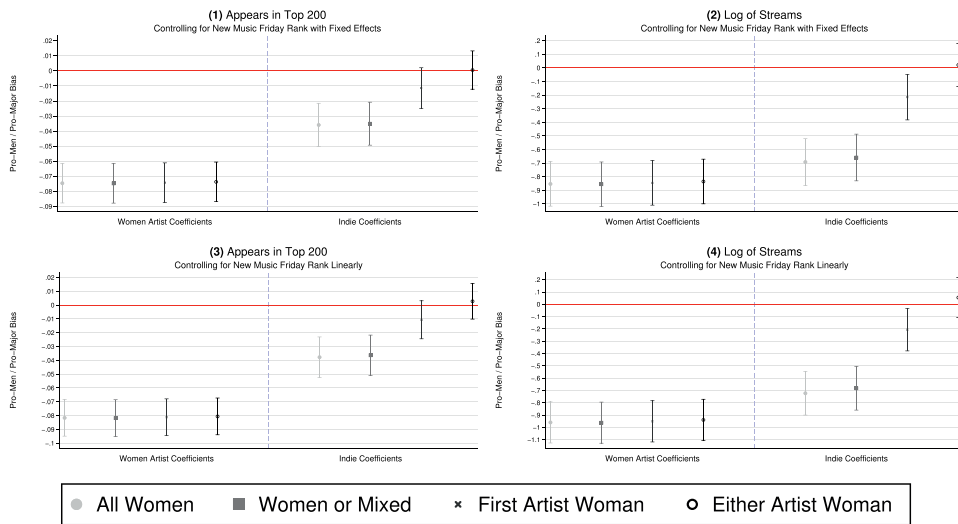 (1) Appears in Top 200
Controlling for New Music Friday Rank with Fixed Effects
Pro−Men / Pro−Major Bias
.02
.01
0
−.01
−.02
−.03
−.04
−.05
−.06
−.07
−.08
−.09
Women Artist Coefficients
Indie Coefficients
(2) Log of Streams
Controlling for New Music Friday Rank with Fixed Effects
Pro−Men / Pro−Major Bias
.2
.1
0
−.1
−.2
−.3
−.4
−.5
−.6
−.7
−.8
−.9
−1
Women Artist Coefficients
Indie Coefficients
(3) Appears in Top 200
Controlling for New Music Friday Rank Linearly
Pro−Men / Pro−Major Bias
.02
.01
0
−.01
−.02
−.03
−.04
−.05
−.06
−.07
−.08
−.09
−.1
Women Artist Coefficients
Indie Coefficients
(4) Log of Streams
Controlling for New Music Friday Rank Linearly
Pro−Men / Pro−Major Bias
.2
.1
0
−.1
−.2
−.3
−.4
−.5
−.6
−.7
−.8
−.9
−1
−1.1
Women Artist Coefficients
Indie Coefficients
All Women
Women or Mixed
First Artist Woman
Either Artist Woman